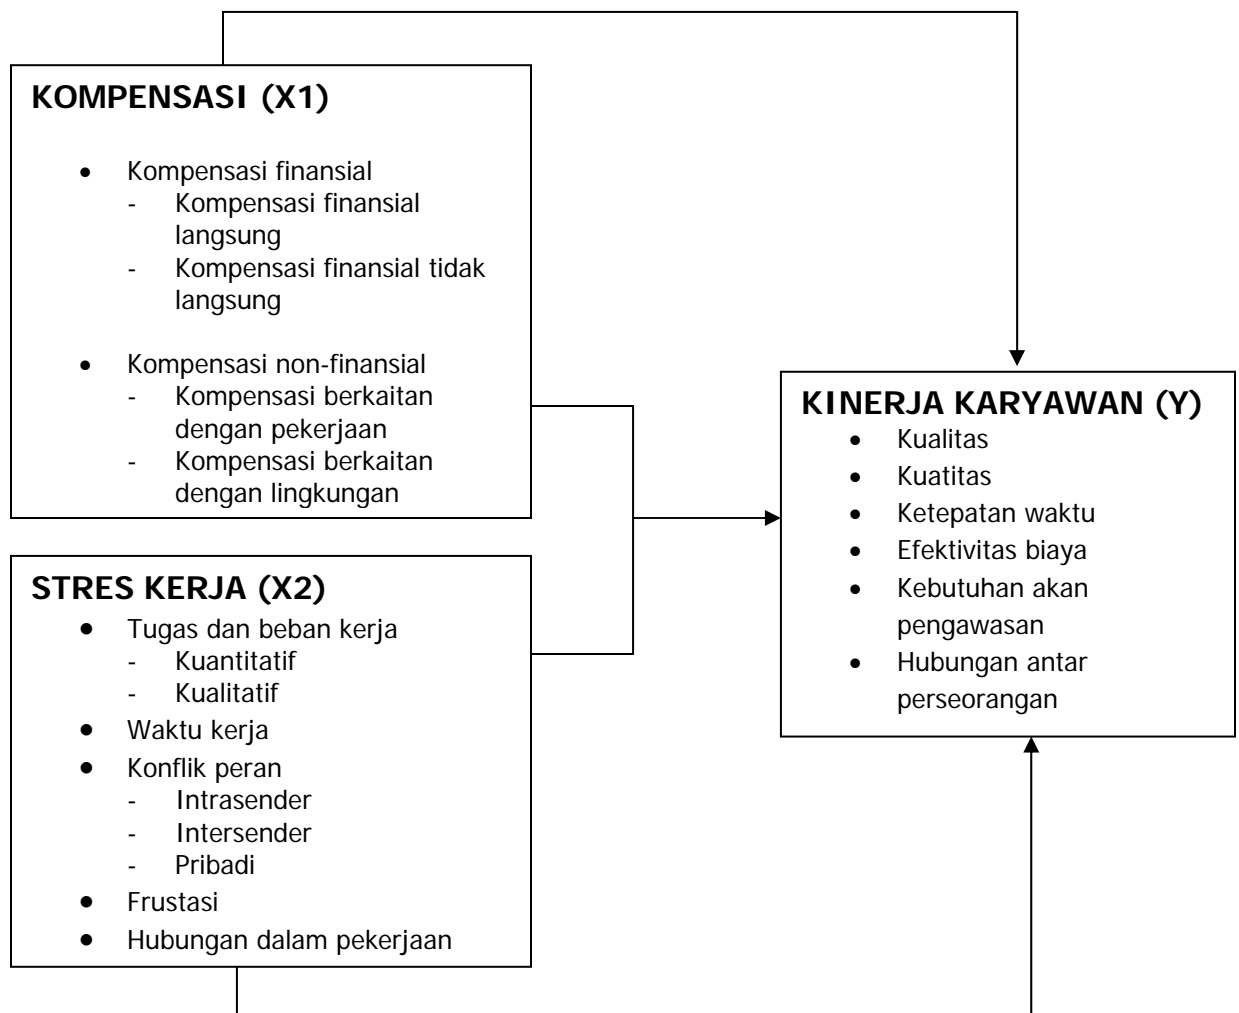 KOMPENSASI (X1)
• Kompensasi finansial
- Kompensasi finansial
langsung
- Kompensasi finansial tidak
langsung
• Kompensasi non-finansial
- Kompensasi berkaitan
dengan pekerjaan
- Kompensasi berkaitan
dengan lingkungan
STRES KERJA (X2)
• Tugas dan beban kerja
- Kuantitatif
- Kualitatif
• Waktu kerja
• Konflik peran
- Intrasender
- Intersender
- Pribadi
• Frustasi
• Hubungan dalam pekerjaan
KINERJA KARYAWAN (Y)
• Kualitas
• Kuatitas
• Ketepatan waktu
• Efektivitas biaya
• Kebutuhan akan
pengawasan
• Hubungan antar
perseorangan